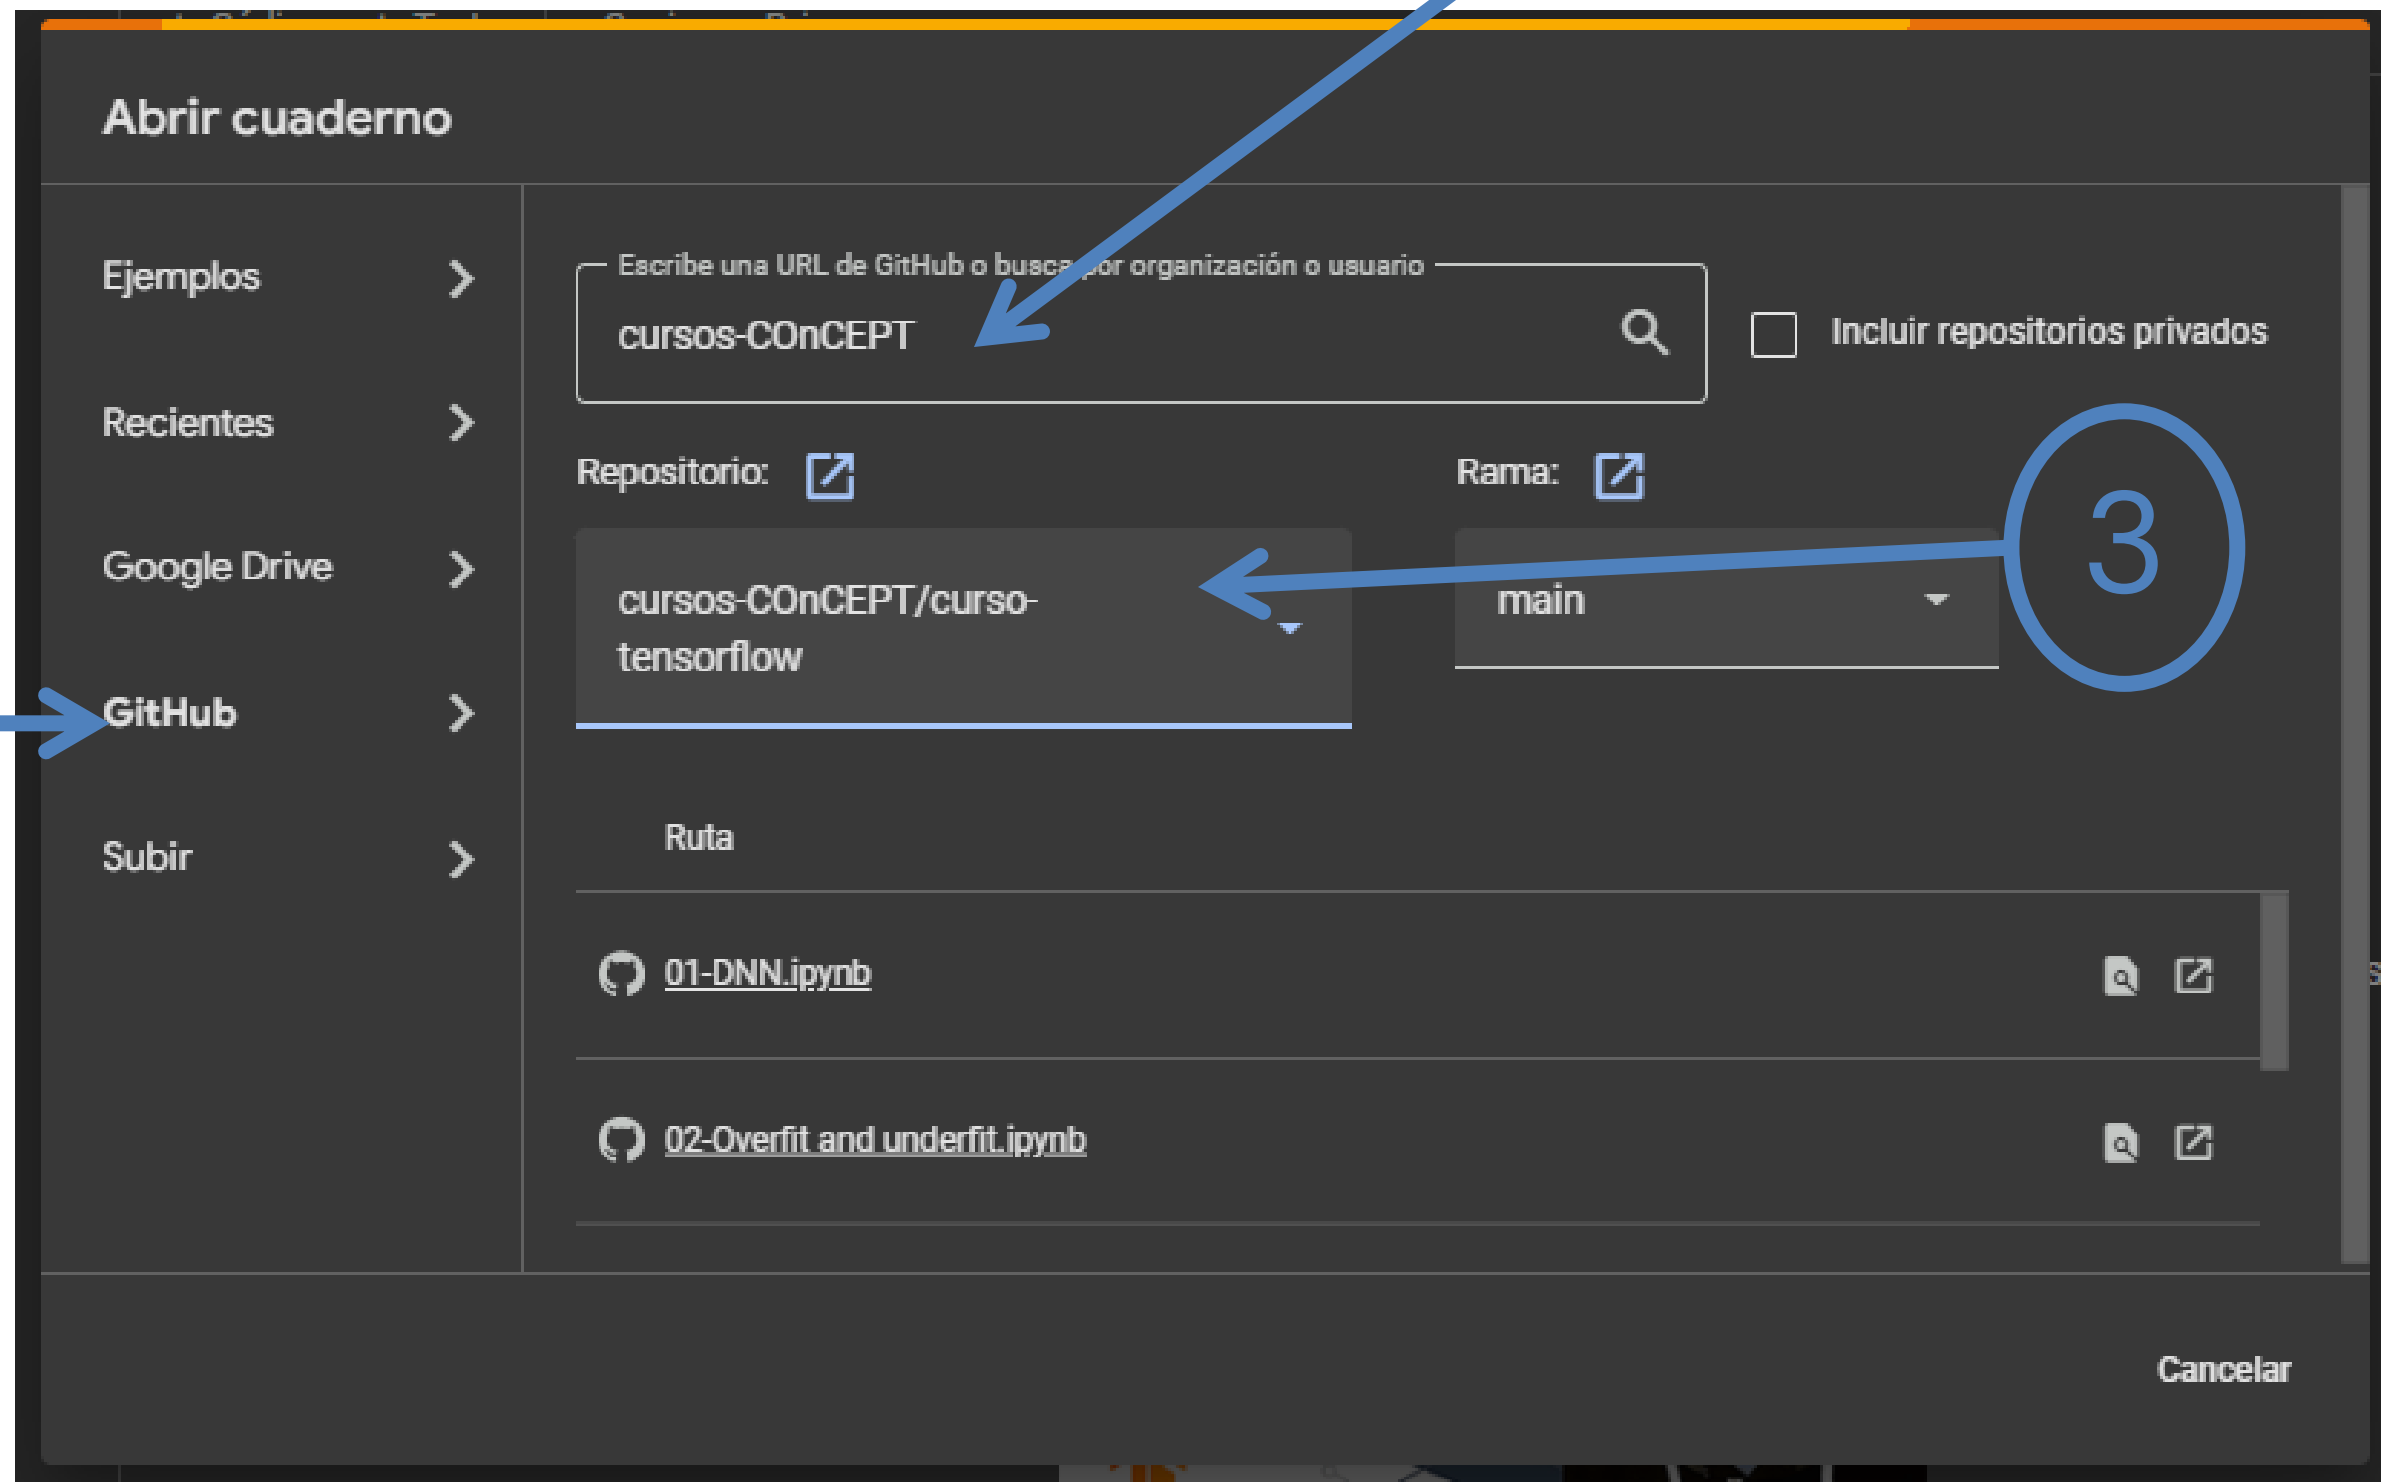 Abrir cuaderno
Ejemplos
Recientes
Google Drive
GitHub
Subir
Escribe una URL de GitHub o busca por organización o usuario
cursos-COnCEPT
Incluir repositorios privados
Repositorio:
Rama:
cursos-COnCEPT/curso-
tensorflow
main
3
Ruta
01-DNN.ipynb
02-Overfit and underfit.ipynb
Cancelar